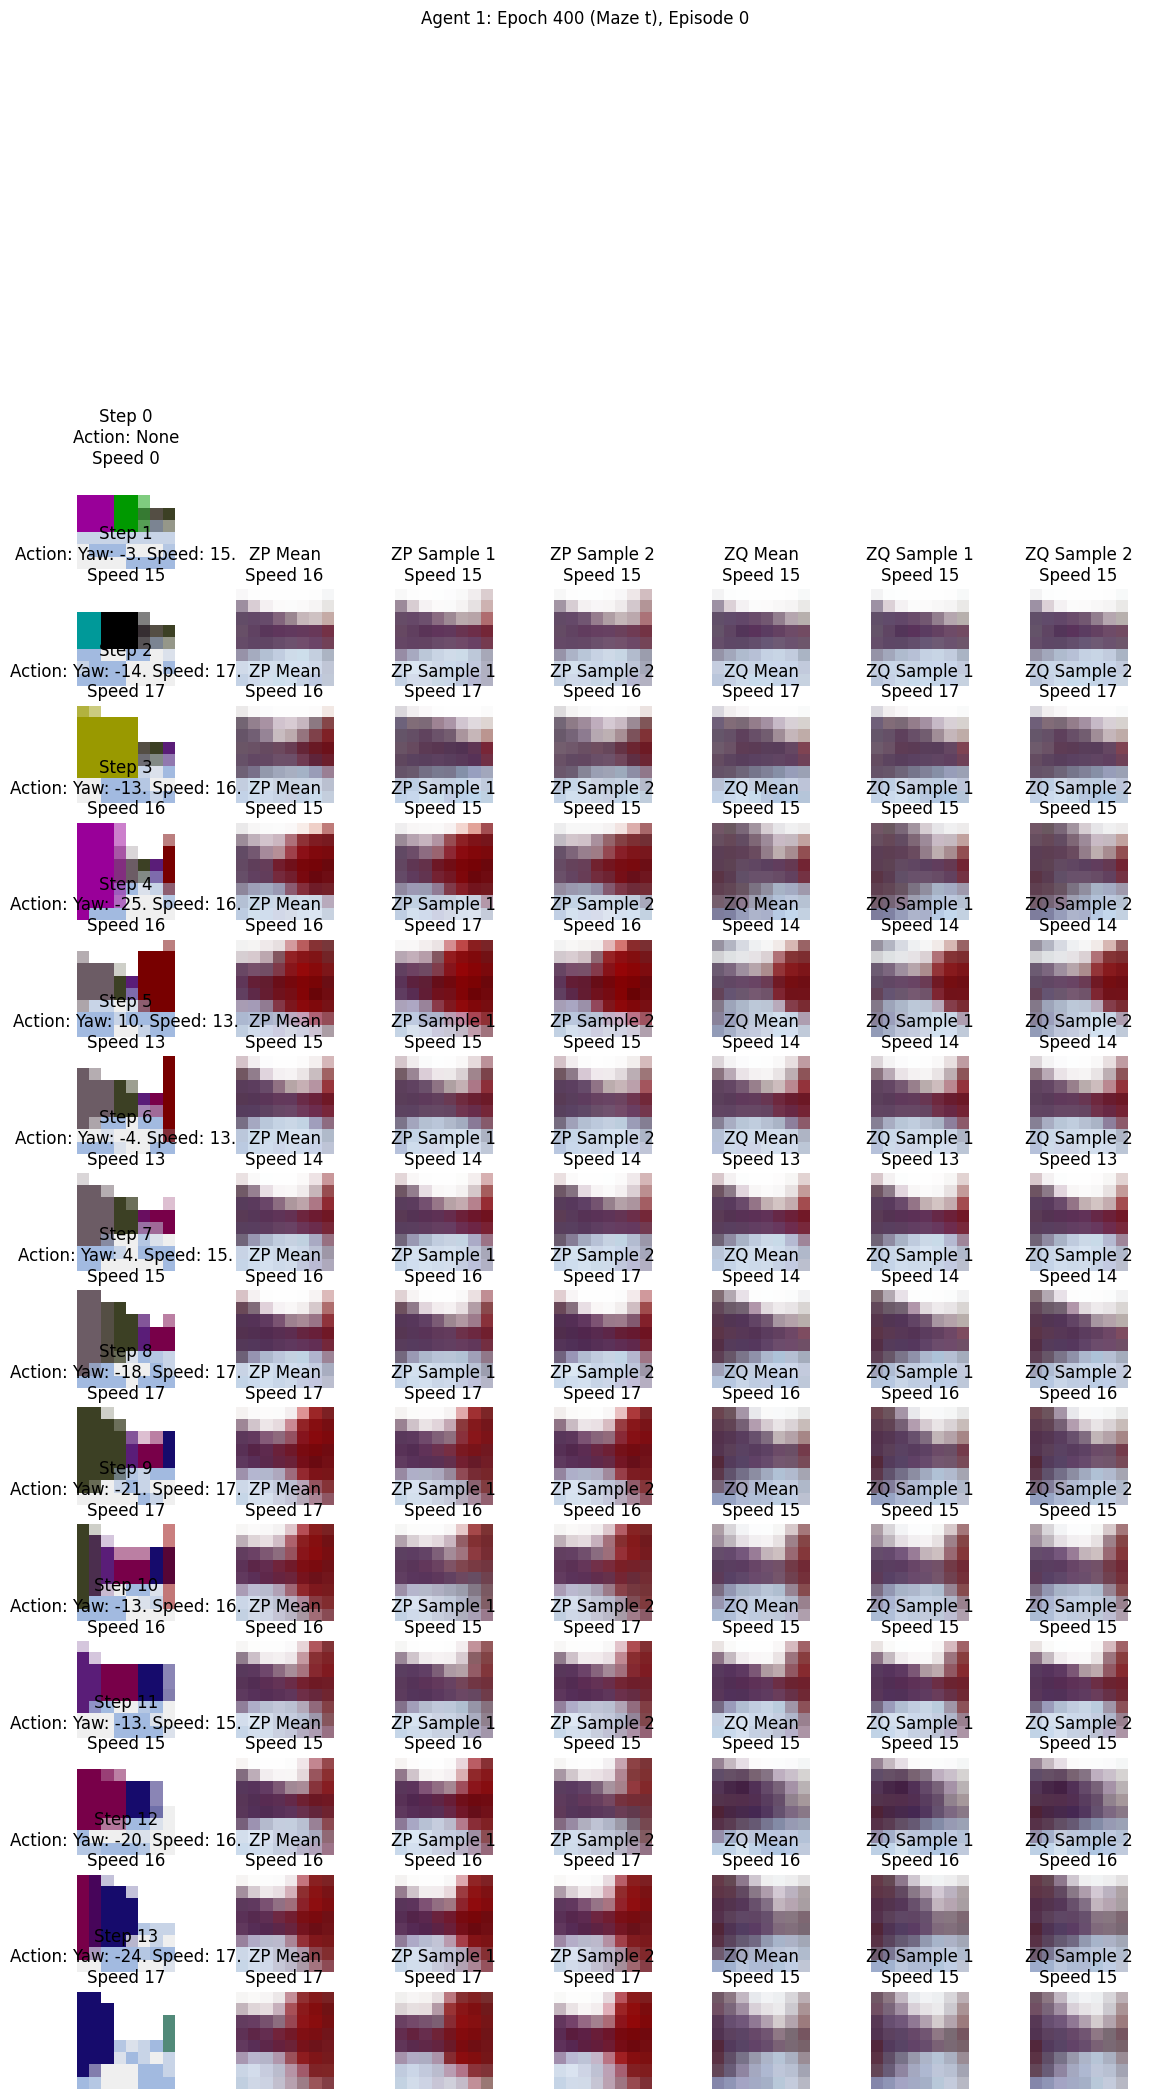 Agent 1: Epoch 400 (Maze t), Episode 0
Step 0
Action: None
Speed 0
Step 1
Action: Yaw: -3. Speed: 15. ZP Mean ZP Sample 1 ZP Sample 2 ZQ Mean ZQ Sample 1 ZQ Sample 2
Speed 15 Speed 16 Speed 15 Speed 15 Speed 15 Speed 15 Speed 15
Step 2
Action: Yaw: -14. Speed: 17. ZP Mean ZP Sample 1 ZP Sample 2 ZQ Mean ZQ Sample 1 ZQ Sample 2
Speed 17 Speed 16 Speed 17 Speed 16 Speed 17 Speed 17 Speed 17
Step 3
Action: Yaw: -13. Speed: 16. ZP Mean ZP Sample 1 ZP Sample 2 ZQ Mean ZQ Sample 1 ZQ Sample 2
Speed 16 Speed 15 Speed 15 Speed 15 Speed 15 Speed 15 Speed 15
Step 4
Action: Yaw: -25. Speed: 16. ZP Mean ZP Sample 1 ZP Sample 2 ZQ Mean ZQ Sample 1 ZQ Sample 2
Speed 16 Speed 16 Speed 17 Speed 16 Speed 14 Speed 14 Speed 14
Step 5
Action: Yaw: 10. Speed: 13. ZP Mean ZP Sample 1 ZP Sample 2 ZQ Mean ZQ Sample 1 ZQ Sample 2
Speed 13 Speed 15 Speed 15 Speed 15 Speed 14 Speed 14 Speed 14
Step 6
Action: Yaw: -4. Speed: 13. ZP Mean ZP Sample 1 ZP Sample 2 ZQ Mean ZQ Sample 1 ZQ Sample 2
Speed 13 Speed 14 Speed 14 Speed 14 Speed 13 Speed 13 Speed 13
Step 7
Action: Yaw: 4. Speed: 15. ZP Mean ZP Sample 1 ZP Sample 2 ZQ Mean ZQ Sample 1 ZQ Sample 2
Speed 15 Speed 16 Speed 16 Speed 17 Speed 14 Speed 14 Speed 14
Step 8
Action: Yaw: -18. Speed: 17. ZP Mean ZP Sample 1 ZP Sample 2 ZQ Mean ZQ Sample 1 ZQ Sample 2
Speed 17 Speed 17 Speed 17 Speed 17 Speed 16 Speed 16 Speed 16
Step 9
Action: Yaw: -21. Speed: 17. ZP Mean ZP Sample 1 ZP Sample 2 ZQ Mean ZQ Sample 1 ZQ Sample 2
Speed 17 Speed 17 Speed 16 Speed 16 Speed 15 Speed 15 Speed 15
Step 10
Action: Yaw: -13. Speed: 16. ZP Mean ZP Sample 1 ZP Sample 2 ZQ Mean ZQ Sample 1 ZQ Sample 2
Speed 16 Speed 16 Speed 15 Speed 17 Speed 15 Speed 15 Speed 15
Step 11
Action: Yaw: -13. Speed: 15. ZP Mean ZP Sample 1 ZP Sample 2 ZQ Mean ZQ Sample 1 ZQ Sample 2
Speed 15 Speed 15 Speed 16 Speed 15 Speed 15 Speed 15 Speed 15
Step 12
Action: Yaw: -20. Speed: 16. ZP Mean ZP Sample 1 ZP Sample 2 ZQ Mean ZQ Sample 1 ZQ Sample 2
Speed 16 Speed 16 Speed 16 Speed 17 Speed 16 Speed 16 Speed 16
Step 13
Action: Yaw: -24. Speed: 17. ZP Mean ZP Sample 1 ZP Sample 2 ZQ Mean ZQ Sample 1 ZQ Sample 2
Speed 17 Speed 17 Speed 17 Speed 17 Speed 15 Speed 15 Speed 15